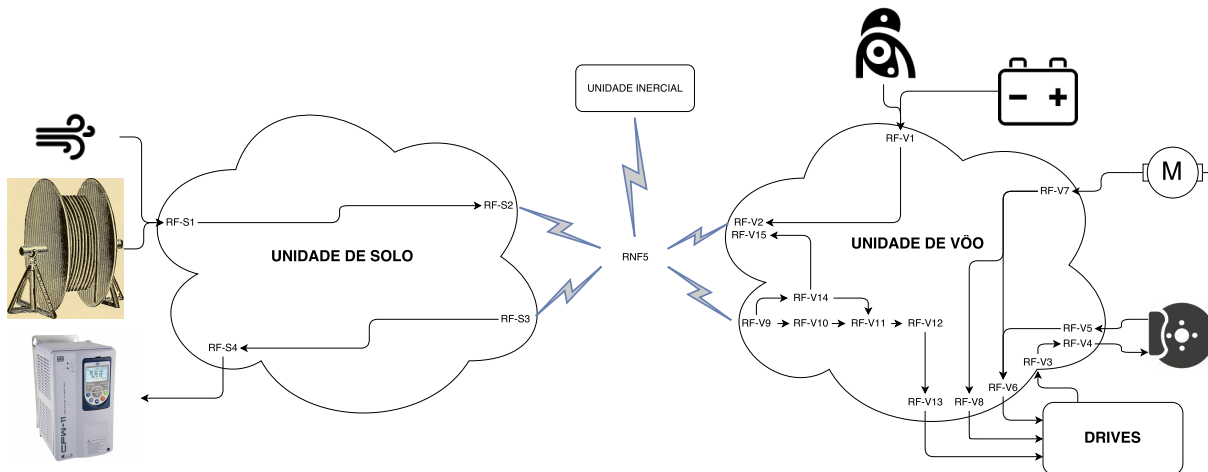 UNIDADE INERCIAL
RF-V1
M
RF-V7
RF-S1
RF-S2
RF-V2
RF-V15
UNIDADE DE SOLO
UNIDADE DE VÔO
RNF5
RF-V14
RF-S3
RF-V9
RF-V10
RF-V11
RF-V12
RF-V5
RF-V4
RF-S4
RF-V3
RF-V6
RF-V13
RF-V8
DRIVES
CFW-11